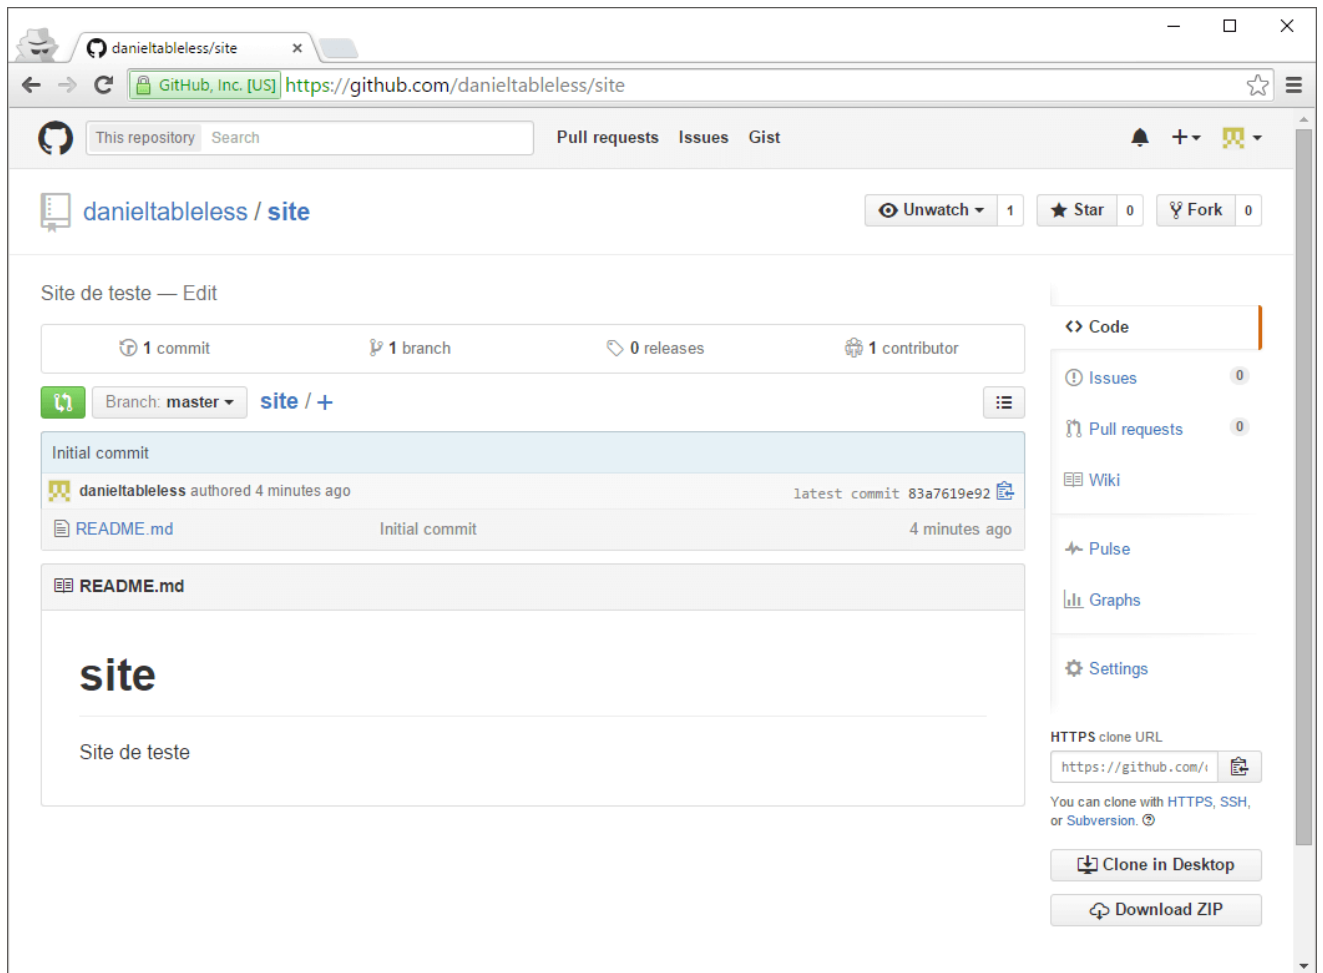 danieltableless/site
GitHub, Inc. [US] https://github.com/danieltableless/site
This repository Search Pull requests Issues Gist
danieltableless / site Unwatch 1 Star 0 Fork 0
Site de teste — Edit
1 commit 1 branch 0 releases 1 contributor
Branch: master site / +
Initial commit
danieltableless authored 4 minutes ago latest commit 83a7619e92
README.md Initial commit 4 minutes ago
README.md
site
Site de teste
Code
Issues 0
Pull requests 0
Wiki
Pulse
Graphs
Settings
HTTPS clone URL
https://github.com/
You can clone with HTTPS, SSH,
or Subversion.
Clone in Desktop
Download ZIP